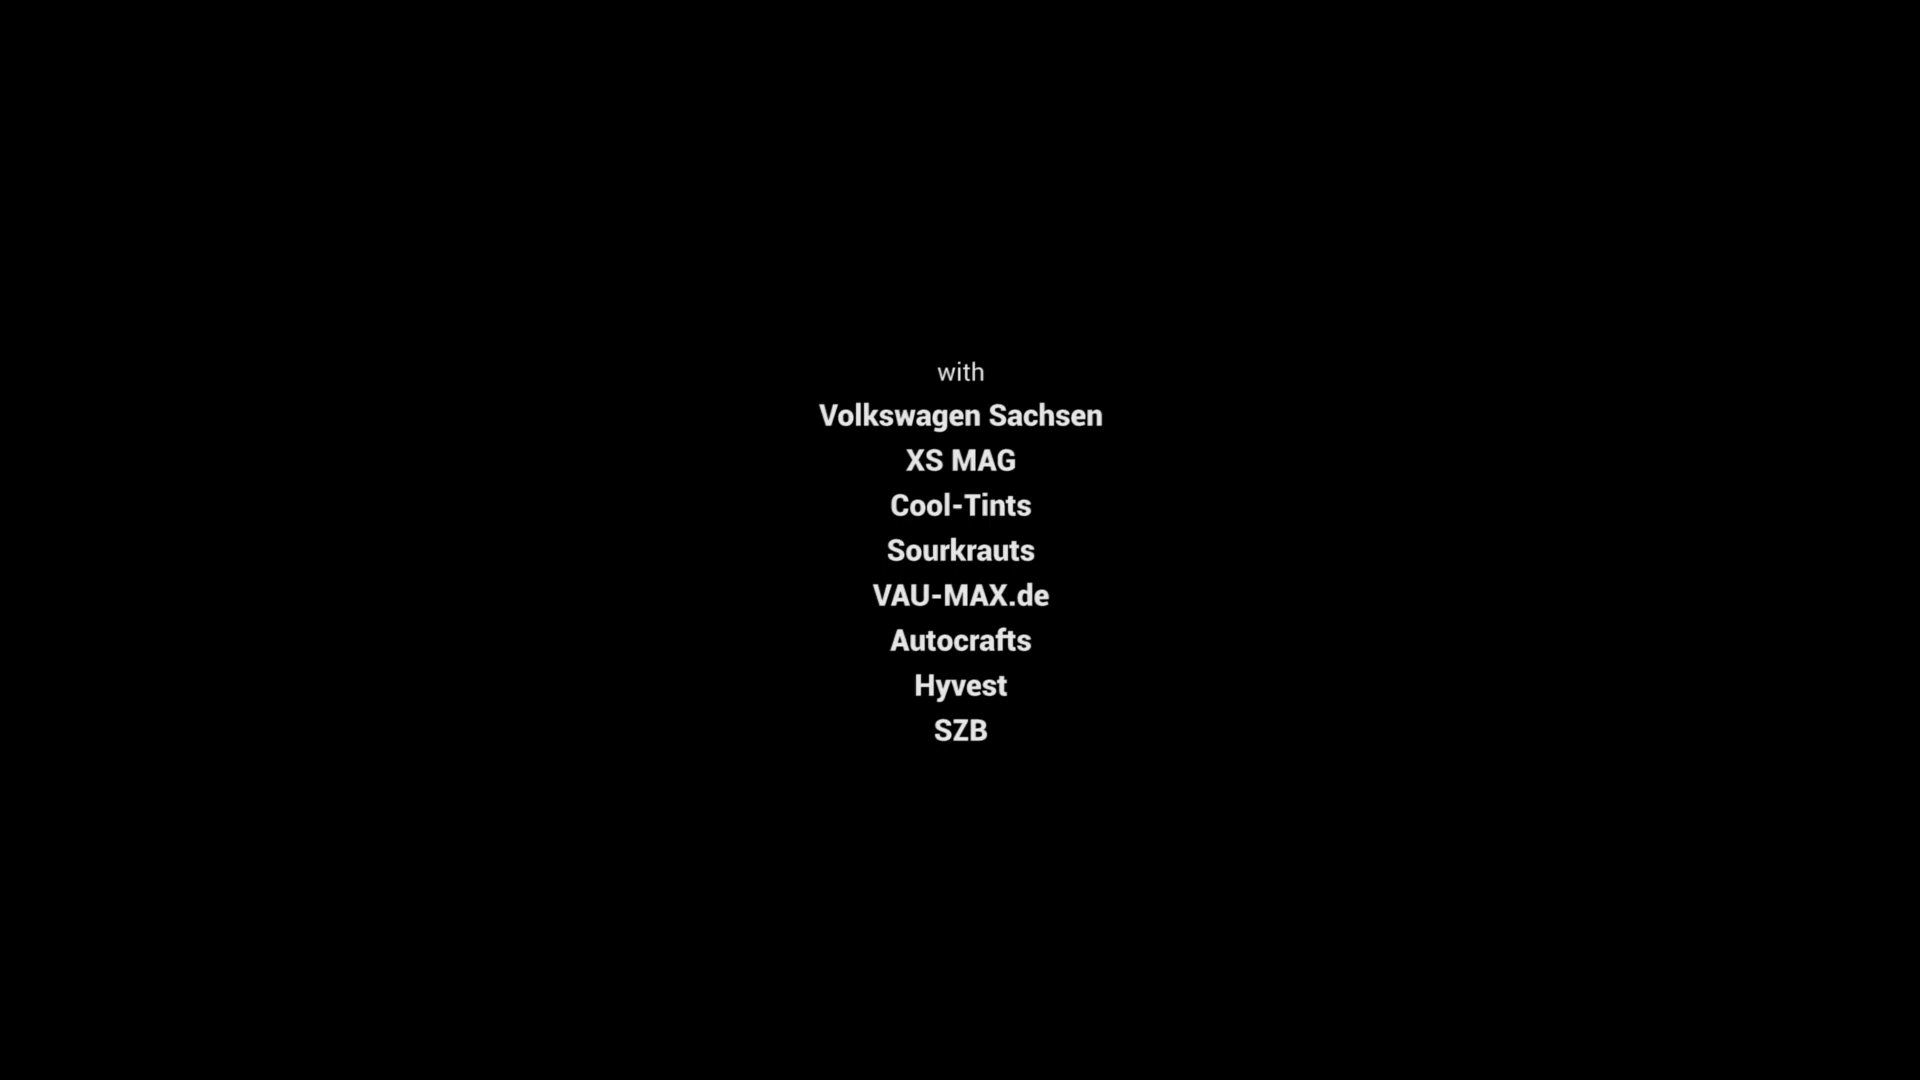 with
Volkswagen Sachsen
XS MAG
Cool-Tints
Sourkrauts
VAU-MAX.de
Autocrafts
Hyvest
SZB